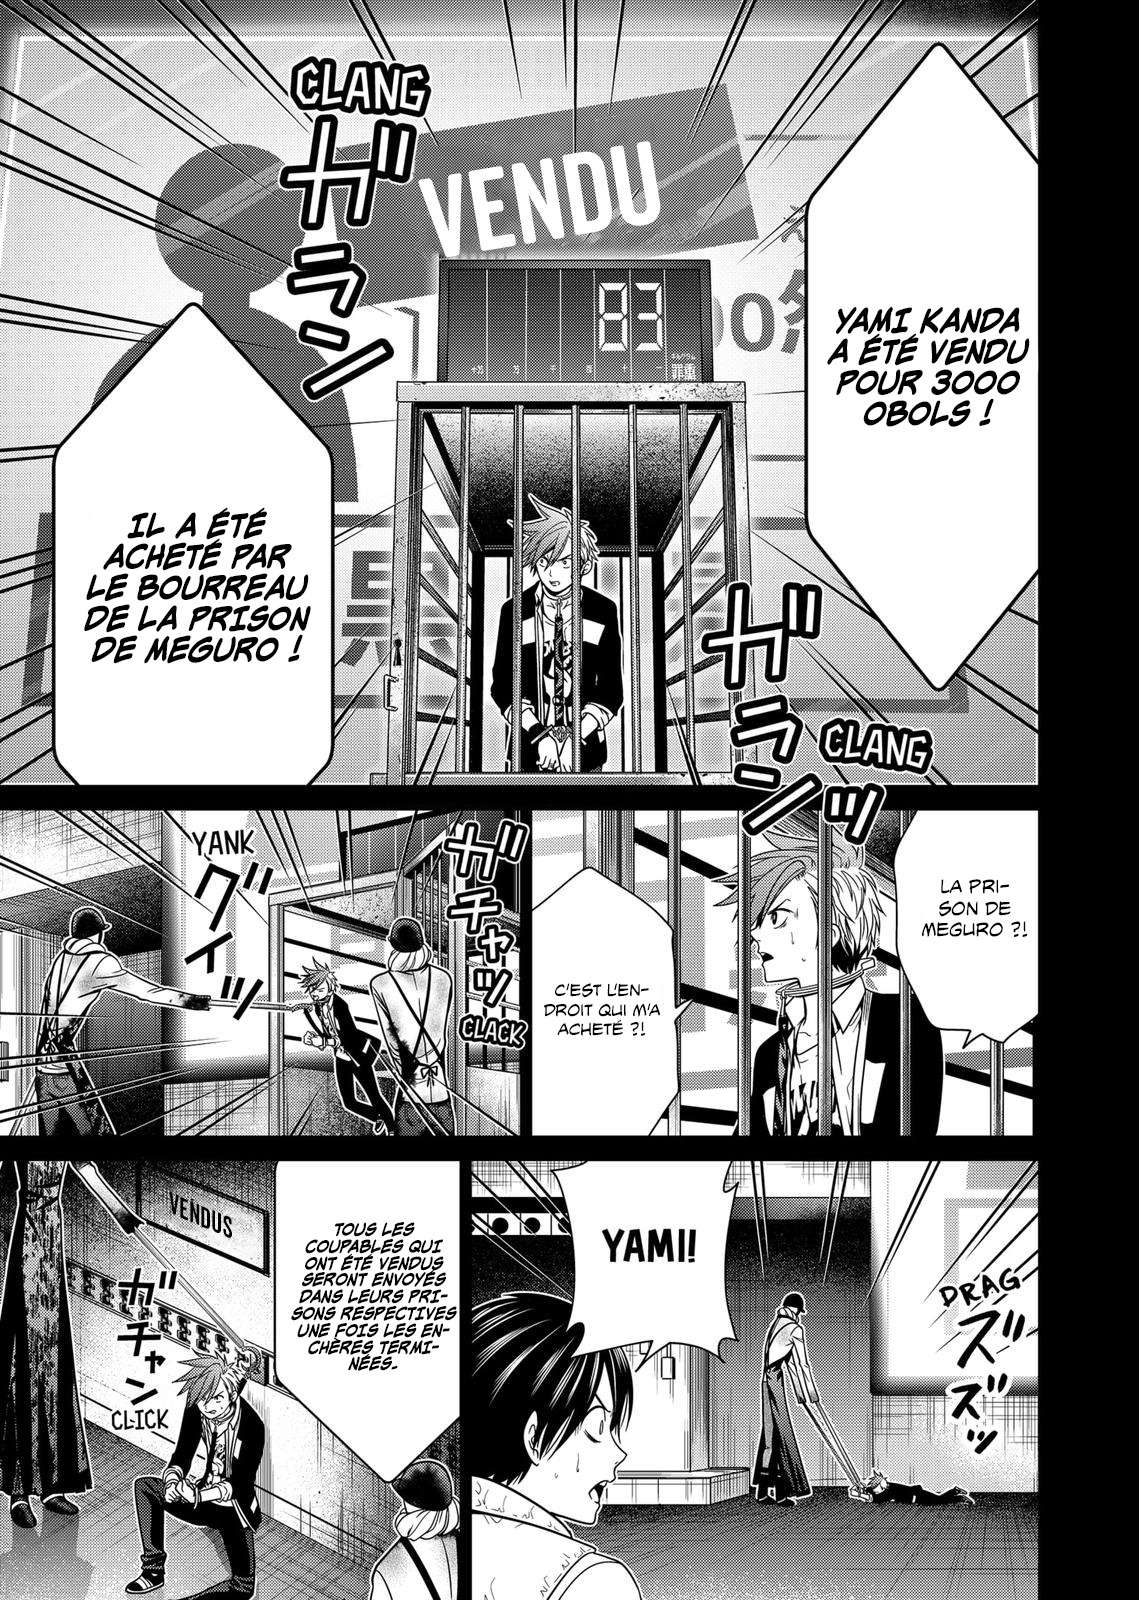 CLANG
ガラン
VENDU
YAMI KANDA
A ÉTÉ VENDU
POUR 3000
OBOLS !
83
00
罪重
IL A ÉTÉ
ACHETÉ PAR
LE BOURREAU
DE LA PRISON
DE MEGURO !
黒
ガランッ
CLANG
LA PRI-
SON DE
MEGURO ?!
C'EST L'EN-
DROIT QUI M'A
ACHETÉ ?!
ガチャッ
CLACK
YANK
グイッ
YAMI!
DRAG
ズズッ
TOUS LES
COUPABLES QUI
ONT ÉTÉ VENDUS
SERONT ENVOYÉS
DANS LEURS PRI-
SONS RESPECTIVES
UNE FOIS LES EN-
CHÈRES TERMI-
NÉES.
VENDUS
ガチャン
CLICK